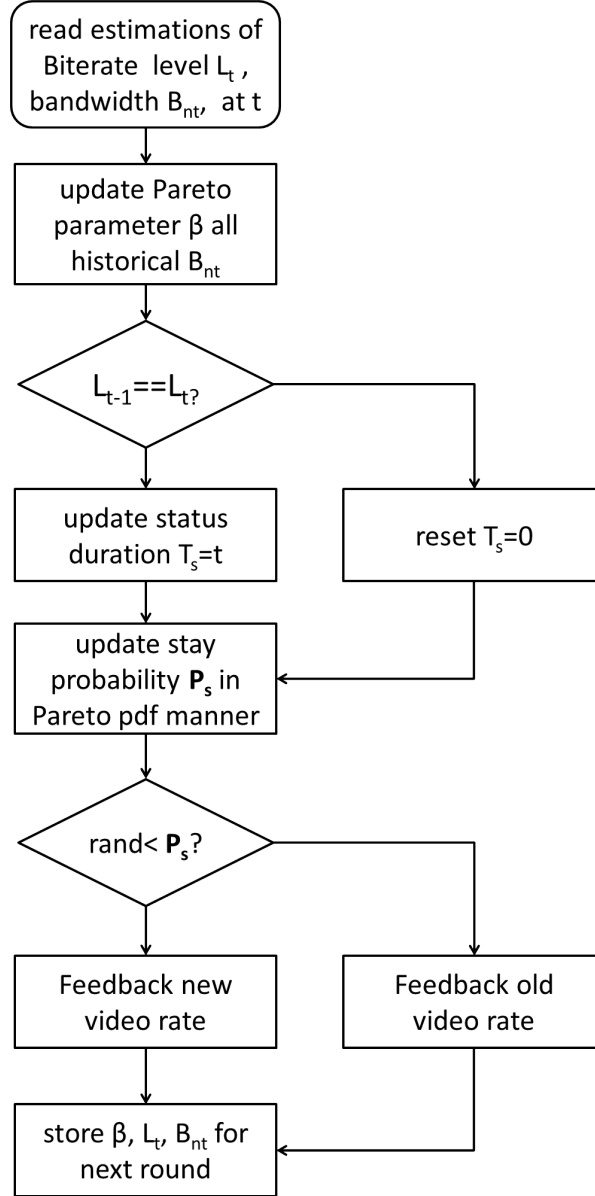 read estimations of
Biterate level Lt ,
bandwidth Bnt, at t
update Pareto
parameter β all
historical Bnt
Lt-1==Lt?
update status
duration Ts=t
reset Ts=0
update stay
probability Ps in
Pareto pdf manner
rand< Ps?
Feedback new
video rate
Feedback old
video rate
store β, Lt, Bnt for
next round